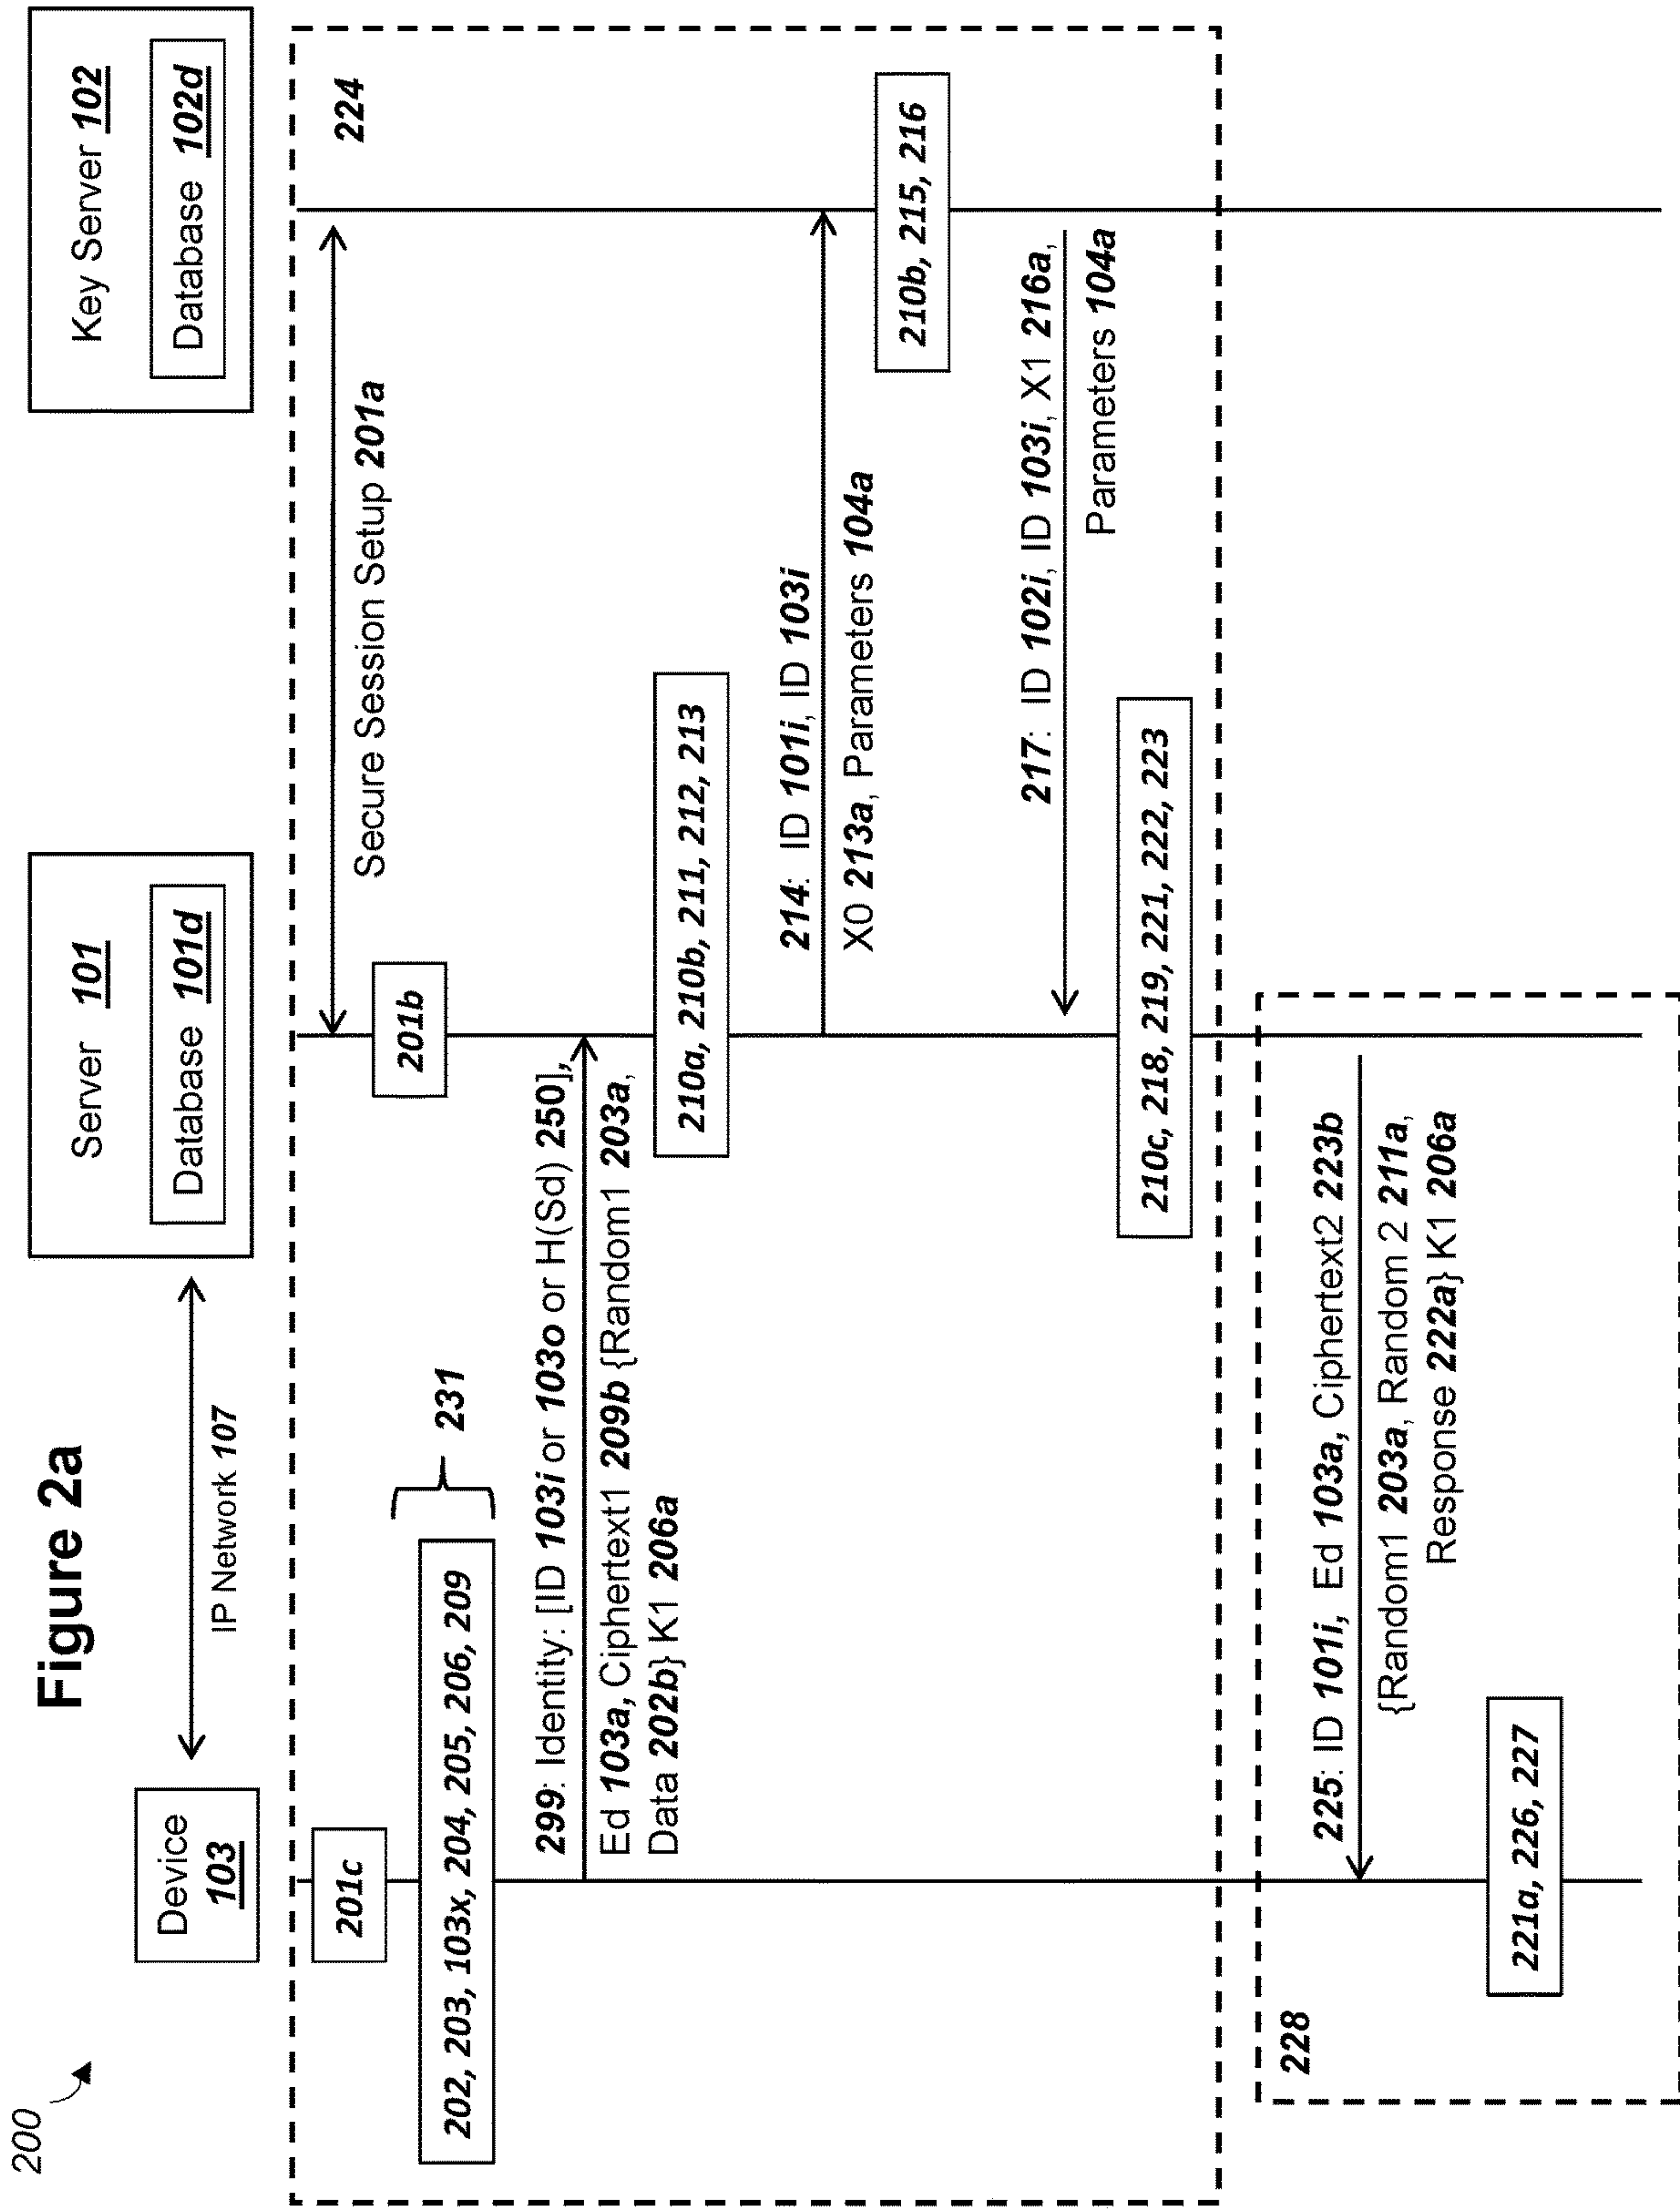 200
Figure 2a
Device
103
IP Network 107
Server 101
Database 101d
Key Server 102
Database 102d
224
Secure Session Setup 201a
201c
201b
202, 203, 103x, 204, 205, 206, 209
231
299: Identity: [ID 103i or 103o or H(Sd) 250],
Ed 103a, Ciphertext1 209b {Random1 203a,
Data 202b} K1 206a
210a, 210b, 211, 212, 213
214: ID 101i, ID 103i
X0 213a, Parameters 104a
210b, 215, 216
217: ID 102i, ID 103i, X1 216a,
Parameters 104a
210c, 218, 219, 221, 222, 223
228
225: ID 101i, Ed 103a, Ciphertext2 223b
{Random1 203a, Random 2 211a,
Response 222a} K1 206a
221a, 226, 227